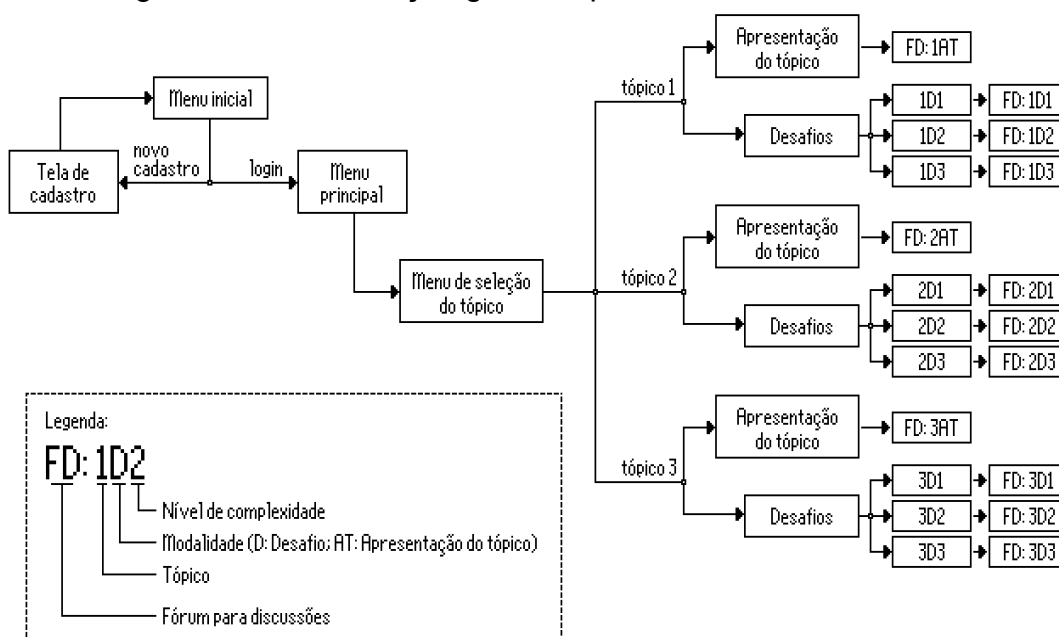 Apresentação
do tópico
FD: 1AT
tópico 1
Desafios
1D1
FD: 1D1
1D2
FD: 1D2
1D3
FD: 1D3
Menu inicial
novo
cadastro
login
Tela de
cadastro
Menu
principal
Menu de seleção
do tópico
Apresentação
do tópico
FD: 2AT
tópico 2
Desafios
2D1
FD: 2D1
2D2
FD: 2D2
2D3
FD: 2D3
Apresentação
do tópico
FD: 3AT
tópico 3
Desafios
3D1
FD: 3D1
3D2
FD: 3D2
3D3
FD: 3D3
Legenda:
FD: 1D2
Nível de complexidade
Modalidade (D: Desafio; AT: Apresentação do tópico)
Tópico
Fórum para discussões